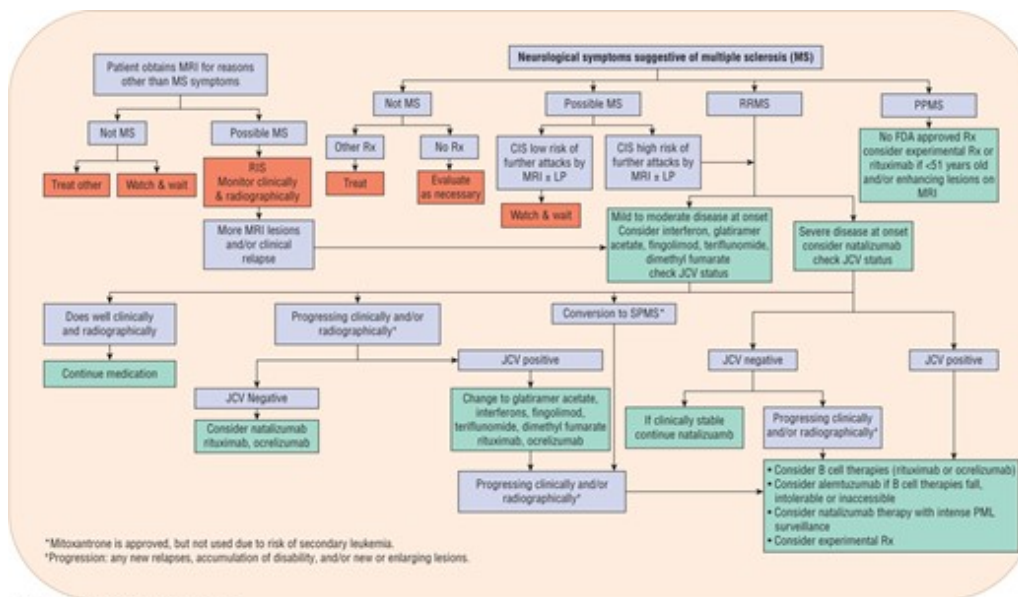 Patient obtains MRI for reasons
other than MS symptoms
Not MS
Possible MS
Treat other
Watch & wait
RIS
Monitor clinically
& radiographically
More MRI lesions
and/or clinical
relapse
Neurological symptoms suggestive of multiple sclerosis (MS)
Not MS
Possible MS
RRMS
PPMS
Other Rx
No Rx
Treat
Evaluate
as necessary
CIS low risk of
further attacks by
MRI ± LP
CIS high risk of
further attacks by
MRI ± LP
Watch & wait
No FDA approved Rx
consider experimental Rx or
rituximab if <51 years old
and/or enhancing lesions on
MRI
Mild to moderate disease at onset
Consider interferon, glatiramer
acetate, fingolimod, teriflunomide,
dimethyl fumarate
check JCV status
Severe disease at onset
consider natalizumab
check JCV status
Does well clinically
and radiographically
Continue medication
Progressing clinically and/or
radiographically*
Conversion to SPMS*
JCV Negative
Consider natalizumab
rituximab, ocrelizumab
JCV positive
Change to glatiramer acetate,
interferons, fingolimod,
teriflunomide, dimethyl fumarate
rituximab, ocrelizumab
JCV negative
JCV positive
If clinically stable
continue natalizuamb
Progressing clinically
and/or radiographically*
Progressing clinically and/or
radiographically*
• Consider B cell therapies (rituximab or ocrelizumab)
• Consider alemtuzumab if B cell therapies fall,
intolerable or inaccessible
• Consider natalizumab therapy with intense PML
surveillance
• Consider experimental Rx
*Mitoxantrone is approved, but not used due to risk of secondary leukemia.
*Progression: any new relapses, accumulation of disability, and/or new or enlarging lesions.